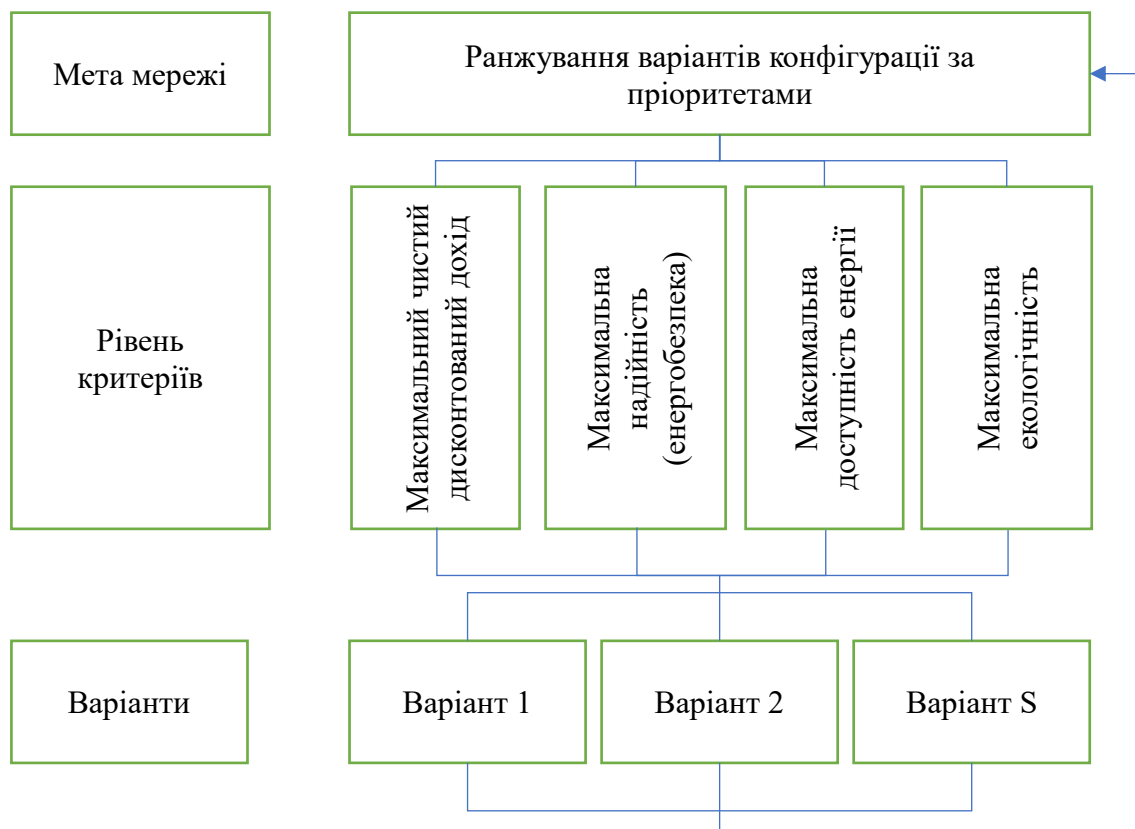 Мета мережі
Ранжування варіантів конфігурації за
пріоритетами
Рівень
критеріїв
Максимальний чистий
дисконтований дохід
Максимальна
надійність
(енергобезпека)
Максимальна
доступність енергії
Максимальна
екологічність
Варіанти
Варіант 1
Варіант 2
Варіант S